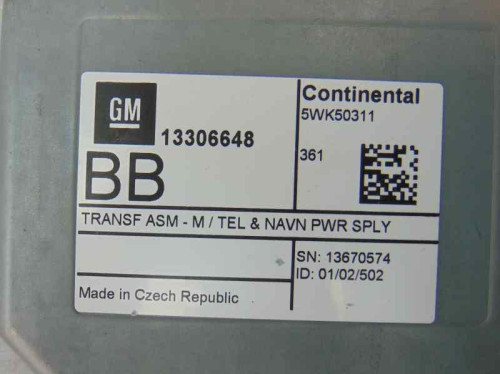 GM
13306648
BB
Continental
5WK50311
361
TRANSF ASM - M / TEL & NAVN PWR SPLY
SN: 13670574
ID: 01/02/502
Made in Czech Republic